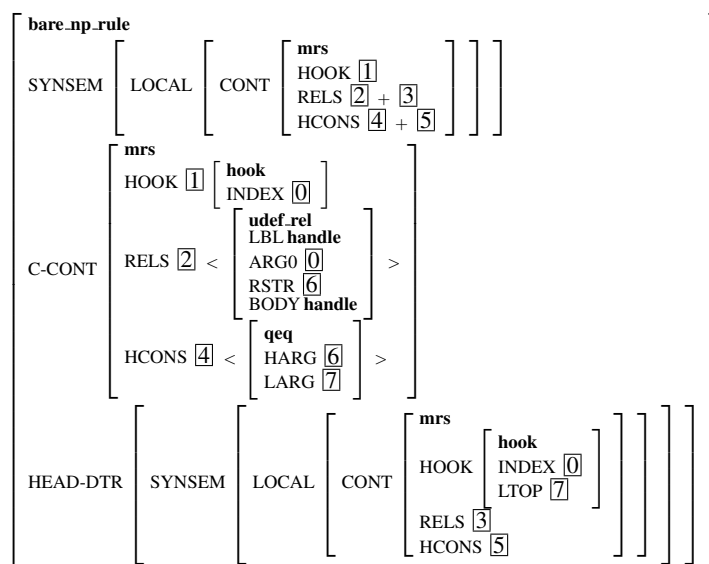 bare_np_rule
mrs
HOOK 1
SYNSEM LOCAL CONT RELS 2 + 3
HCONS 4 + 5
mrs
HOOK 1 hook
INDEX 0
udef_rel
LBL handle
C-CONT RELS 2 < ARG0 0 >
RSTR 6
BODY handle
qeq
HCONS 4 < HARG 6 >
LARG 7
mrs
hook
HEAD-DTR SYNSEM LOCAL CONT HOOK INDEX 0
LTOP 7
RELS 3
HCONS 5